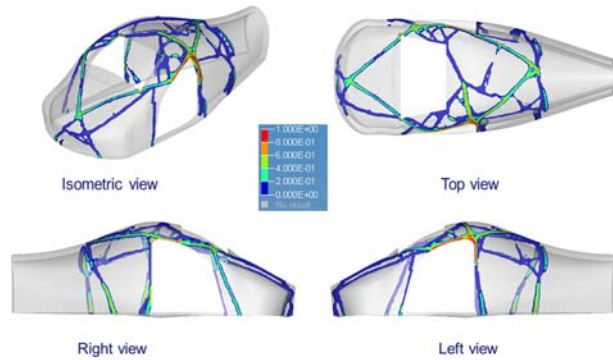 Isometric view
Top view
1.000E+00
8.000E-01
6.000E-01
4.000E-01
2.000E-01
0.000E+00
No result
Right view
Left view